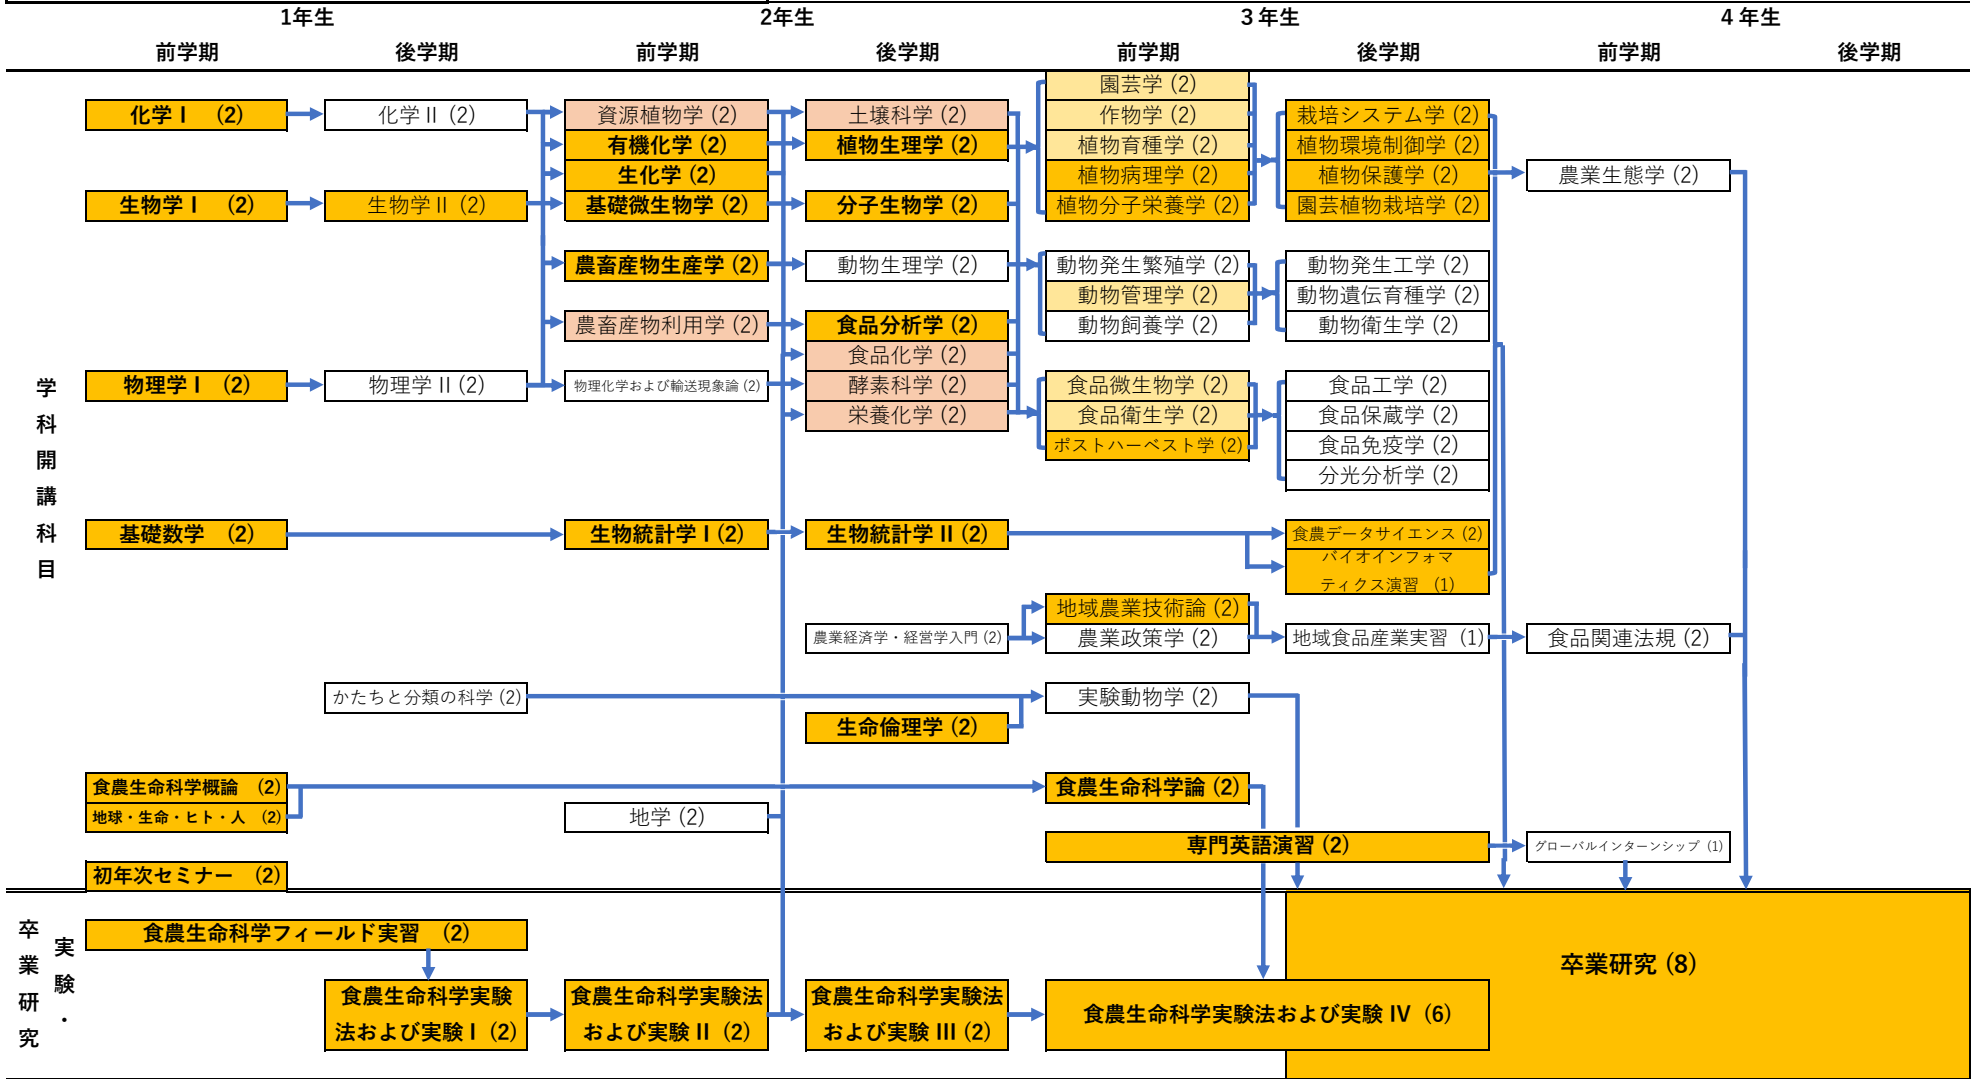 1年生
2年生
３年生
４年生
前学期
後学期
前学期
後学期
前学期
後学期
前学期
後学期
学科開講科目
化学 I (2)
化学 II (2)
資源植物学 (2)
土壌科学 (2)
園芸学 (2)
作物学 (2)
栽培システム学 (2)
有機化学 (2)
植物生理学 (2)
植物育種学 (2)
植物環境制御学 (2)
生化学 (2)
植物病理学 (2)
植物保護学 (2)
農業生態学 (2)
生物学 I (2)
生物学 II (2)
基礎微生物学 (2)
分子生物学 (2)
植物分子栄養学 (2)
園芸植物栽培学 (2)
農畜産物生産学 (2)
動物生理学 (2)
動物発生繁殖学 (2)
動物発生工学 (2)
動物管理学 (2)
動物遺伝育種学 (2)
農畜産物利用学 (2)
食品分析学 (2)
動物飼養学 (2)
動物衛生学 (2)
食品化学 (2)
物理学 I (2)
物理学 II (2)
物理化学および輸送現象論 (2)
酵素科学 (2)
食品微生物学 (2)
食品工学 (2)
栄養化学 (2)
食品衛生学 (2)
食品保蔵学 (2)
ポストハーベスト学 (2)
食品免疫学 (2)
分光分析学 (2)
基礎数学 (2)
生物統計学 I (2)
生物統計学 II (2)
食農データサイエンス (2)
バイオインフォマ
ティクス演習 (1)
地域農業技術論 (2)
農業経済学・経営学入門 (2)
農業政策学 (2)
地域食品産業実習 (1)
食品関連法規 (2)
かたちと分類の科学 (2)
実験動物学 (2)
生命倫理学 (2)
食農生命科学概論 (2)
食農生命科学論 (2)
地球・生命・ヒト・人 (2)
地学 (2)
専門英語演習 (2)
グローバルインターンシップ (1)
初年次セミナー (2)
実験・
卒業研究
食農生命科学フィールド実習 (2)
卒業研究 (8)
食農生命科学実験
法および実験 I (2)
食農生命科学実験法
および実験 II (2)
食農生命科学実験法
および実験 III (2)
食農生命科学実験法および実験 IV (6)